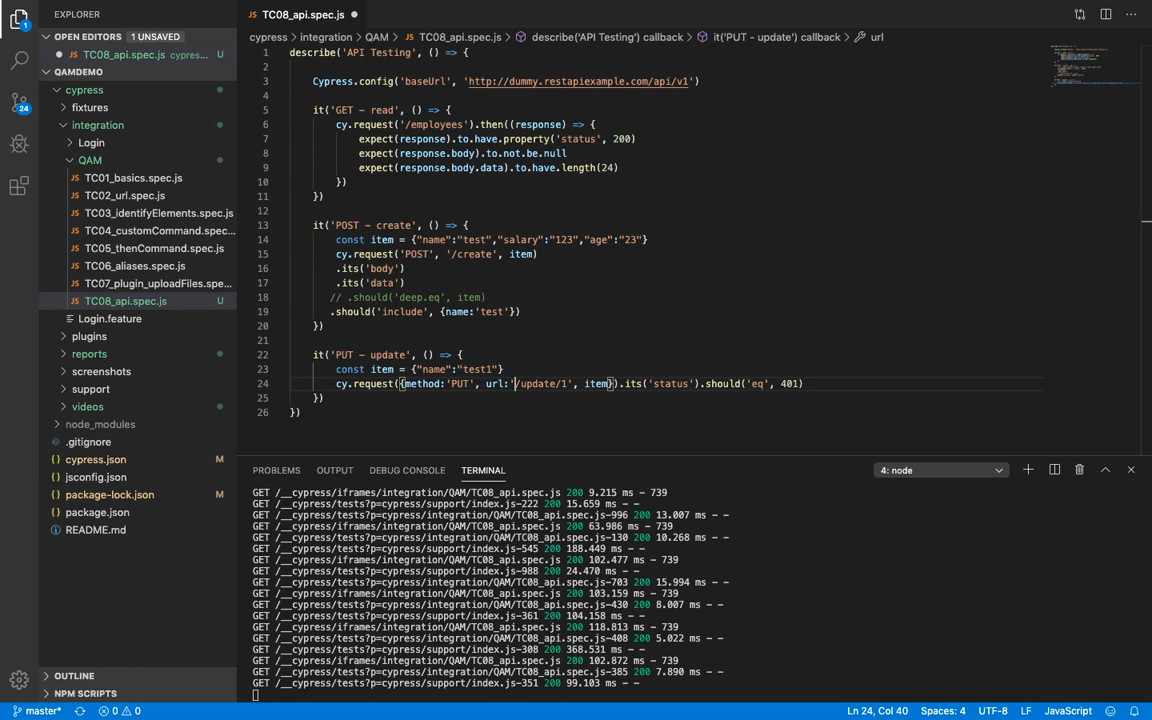 EXPLORER
TC08_api.spec.js
OPEN EDITORS 1 UNSAVED
TC08_api.spec.js cypres... U
QAMDEMO
cypress
fixtures
integration
Login
QAM
TC01_basics.spec.js
TC02_url.spec.js
TC03_identifyElements.spec.js
TC04_customCommand.spec...
TC05_thenCommand.spec.js
TC06_aliases.spec.js
TC07_plugin_uploadFiles.spe...
TC08_api.spec.js U
Login.feature
plugins
reports
screenshots
support
videos
node_modules
.gitignore
cypress.json M
jsconfig.json
package-lock.json M
package.json
README.md
OUTLINE
NPM SCRIPTS
1
24
cypress > integration > QAM > TC08_api.spec.js > describe('API Testing') callback > it('PUT - update') callback > url
1 describe('API Testing', () => {
2
3 Cypress.config('baseUrl', 'http://dummy.restapiexample.com/api/v1')
4
5 it('GET - read', () => {
6 cy.request('/employees').then((response) => {
7 expect(response).to.have.property('status', 200)
8 expect(response.body).to.not.be.null
9 expect(response.body.data).to.have.length(24)
10 })
11 })
12
13 it('POST - create', () => {
14 const item = {"name":"test","salary":"123","age":"23"}
15 cy.request('POST', '/create', item)
16 .its('body')
17 .its('data')
18 // .should('deep.eq', item)
19 .should('include', {name:'test'})
20 })
21
22 it('PUT - update', () => {
23 const item = {"name":"test1"}
24 cy.request({method:'PUT', url:'/update/1', item}).its('status').should('eq', 401)
25 })
26 })
PROBLEMS OUTPUT DEBUG CONSOLE TERMINAL 4: node
GET /__cypress/iframes/integration/QAM/TC08_api.spec.js 200 9.215 ms - 739
GET /__cypress/tests?p=cypress/support/index.js-222 200 15.659 ms - -
GET /__cypress/tests?p=cypress/integration/QAM/TC08_api.spec.js-996 200 13.007 ms - -
GET /__cypress/iframes/integration/QAM/TC08_api.spec.js 200 63.986 ms - 739
GET /__cypress/tests?p=cypress/integration/QAM/TC08_api.spec.js-130 200 10.268 ms - -
GET /__cypress/tests?p=cypress/support/index.js-545 200 188.449 ms - -
GET /__cypress/iframes/integration/QAM/TC08_api.spec.js 200 102.477 ms - 739
GET /__cypress/tests?p=cypress/support/index.js-988 200 24.470 ms - -
GET /__cypress/tests?p=cypress/integration/QAM/TC08_api.spec.js-703 200 15.994 ms - -
GET /__cypress/iframes/integration/QAM/TC08_api.spec.js 200 103.159 ms - 739
GET /__cypress/tests?p=cypress/integration/QAM/TC08_api.spec.js-430 200 8.007 ms - -
GET /__cypress/tests?p=cypress/support/index.js-361 200 104.158 ms - -
GET /__cypress/iframes/integration/QAM/TC08_api.spec.js 200 118.813 ms - 739
GET /__cypress/tests?p=cypress/integration/QAM/TC08_api.spec.js-408 200 5.022 ms - -
GET /__cypress/tests?p=cypress/support/index.js-308 200 368.531 ms - -
GET /__cypress/iframes/integration/QAM/TC08_api.spec.js 200 102.872 ms - 739
GET /__cypress/tests?p=cypress/integration/QAM/TC08_api.spec.js-385 200 7.890 ms - -
GET /__cypress/tests?p=cypress/support/index.js-351 200 99.103 ms - -
master* 0 0 Ln 24, Col 40 Spaces: 4 UTF-8 LF JavaScript